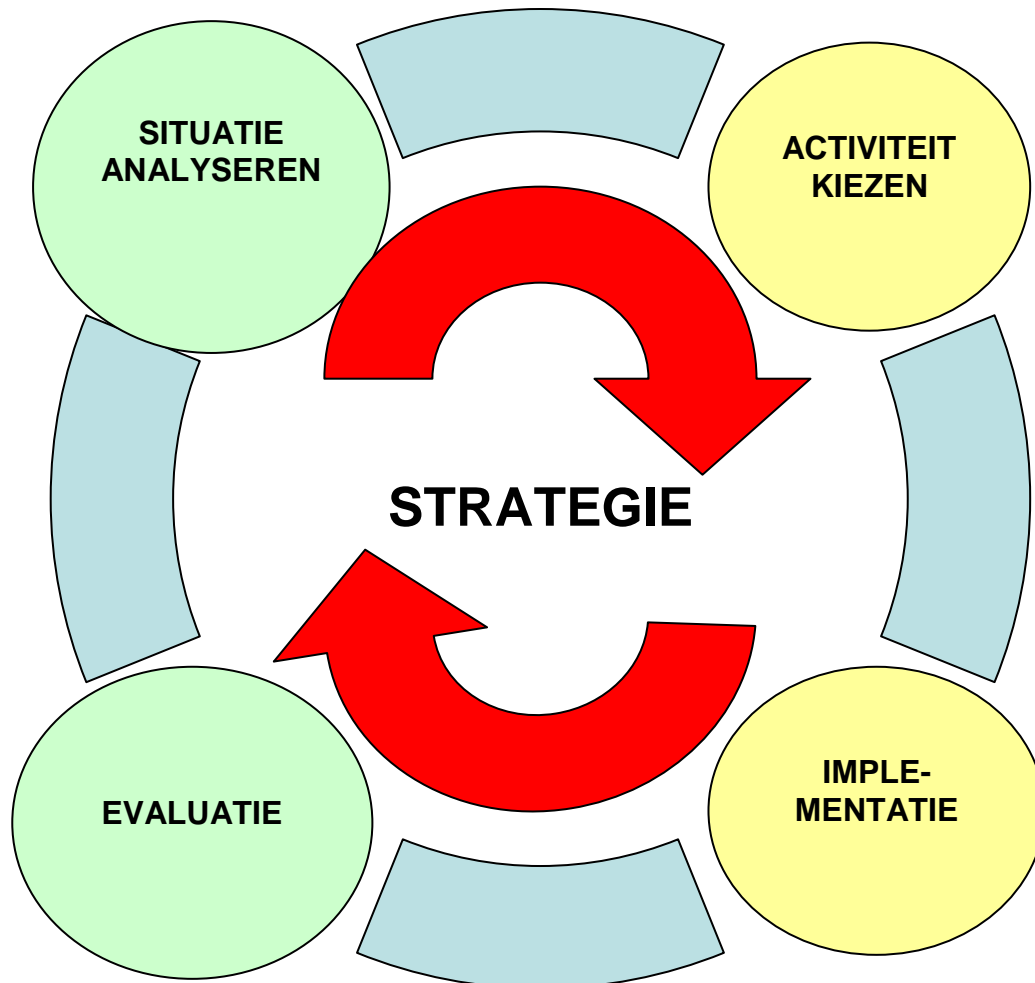 SITUATIE
ANALYSEREN
ACTIVITEIT
KIEZEN
STRATEGIE
EVALUATIE
IMPLE-
MENTATIE